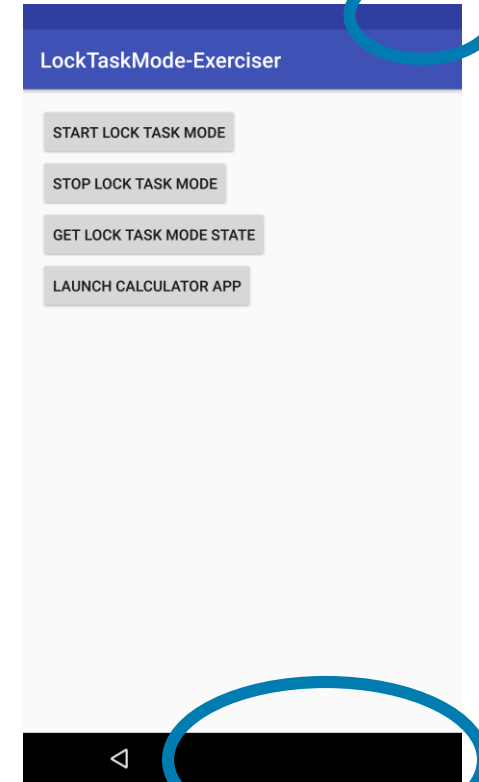 LockTaskMode-Exerciser
START LOCK TASK MODE
STOP LOCK TASK MODE
GET LOCK TASK MODE STATE
LAUNCH CALCULATOR APP